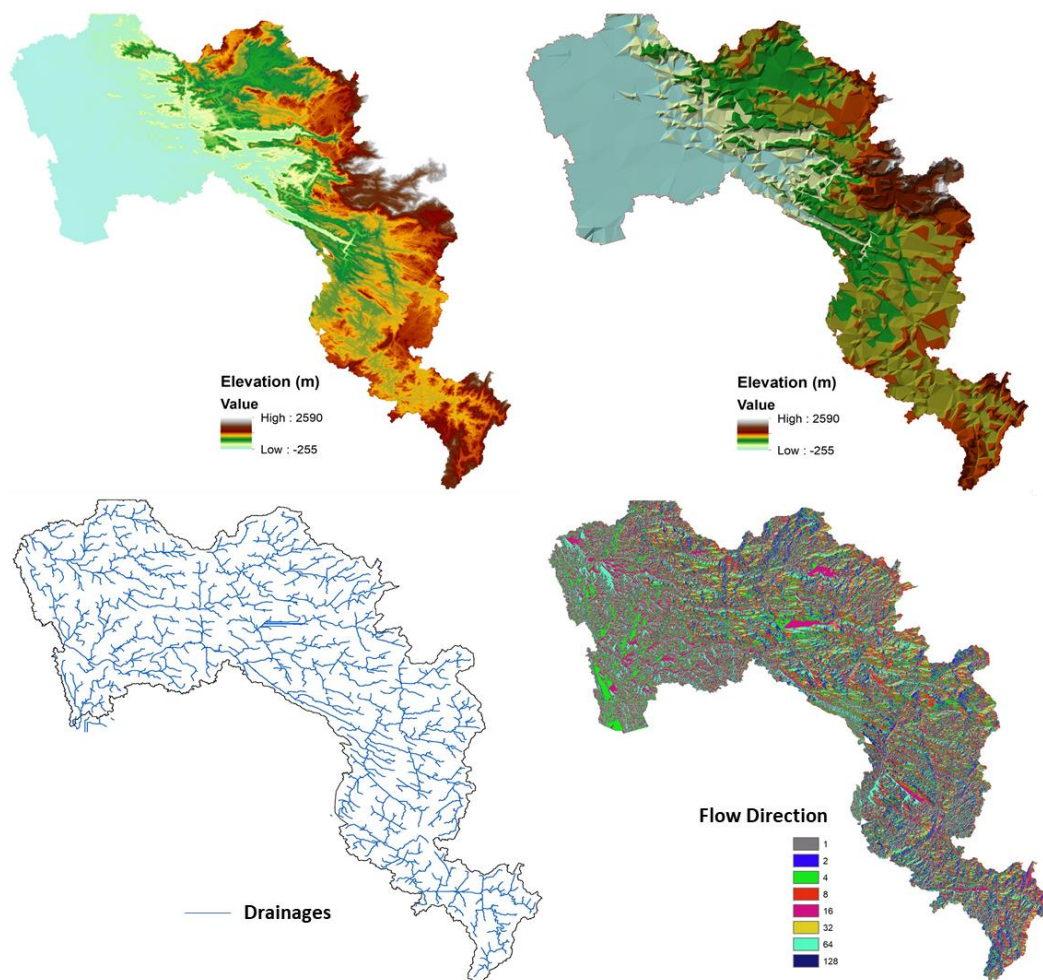 Elevation (m)
Value
High : 2590
Low : -255
Elevation (m)
Value
High : 2590
Low : -255
Drainages
Flow Direction
1
2
4
8
16
32
64
128